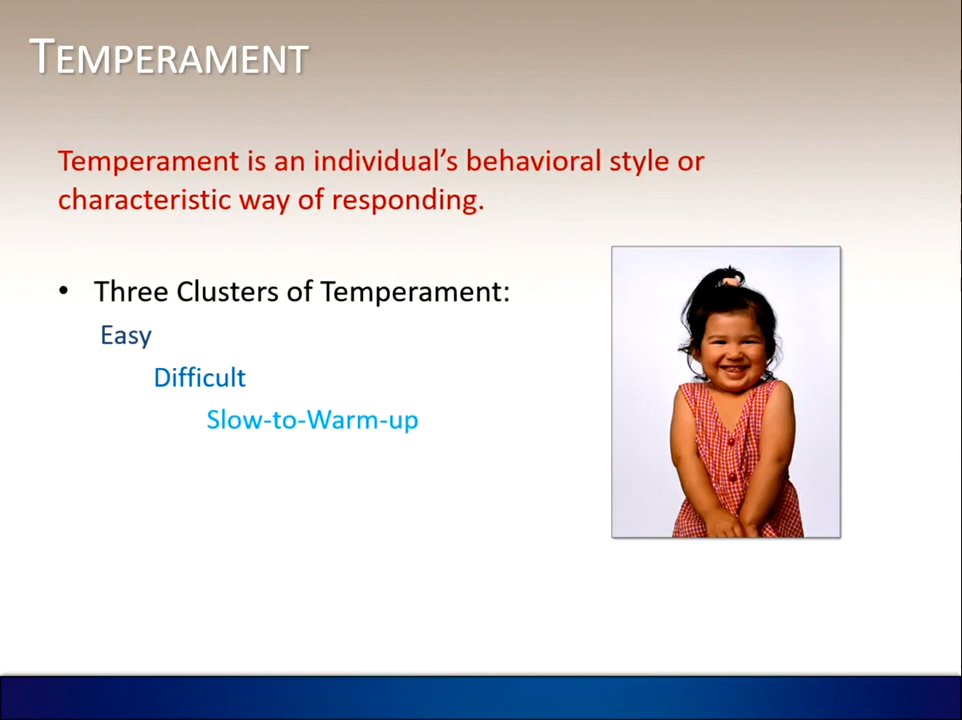 TEMPERAMENT
Temperament is an individual’s behavioral style or
characteristic way of responding.
• Three Clusters of Temperament:
Easy
Difficult
Slow-to-Warm-up